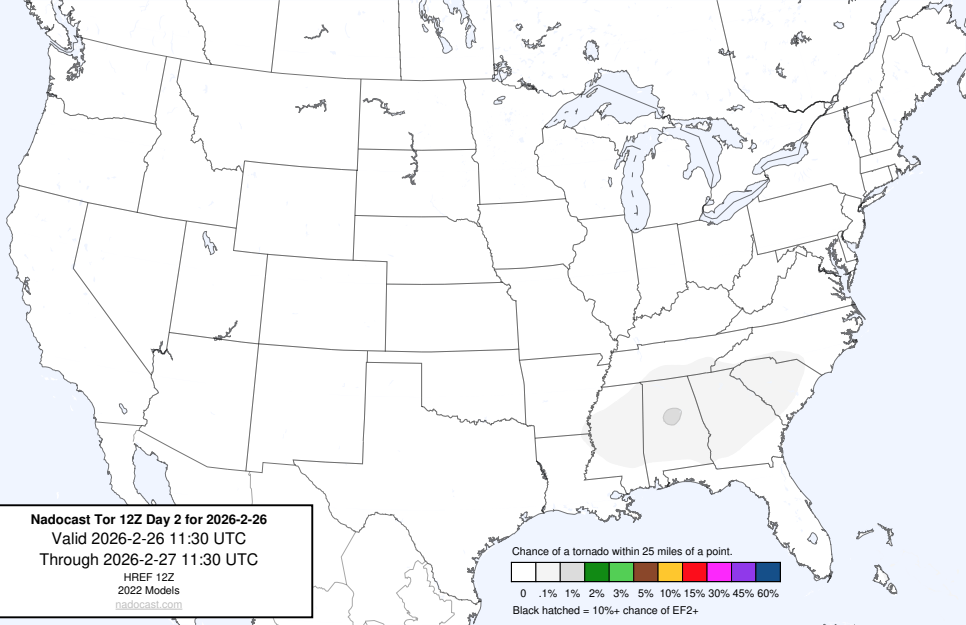 Nadocast Tor 12Z Day 2 for 2026-2-26
Valid 2026-2-26 11:30 UTC
Through 2026-2-27 11:30 UTC
HREF 12Z
2022 Models
nadocast.com
Chance of a tornado within 25 miles of a point.
0 .1% 1% 2% 3% 5% 10% 15% 30% 45% 60%
Black hatched = 10%+ chance of EF2+